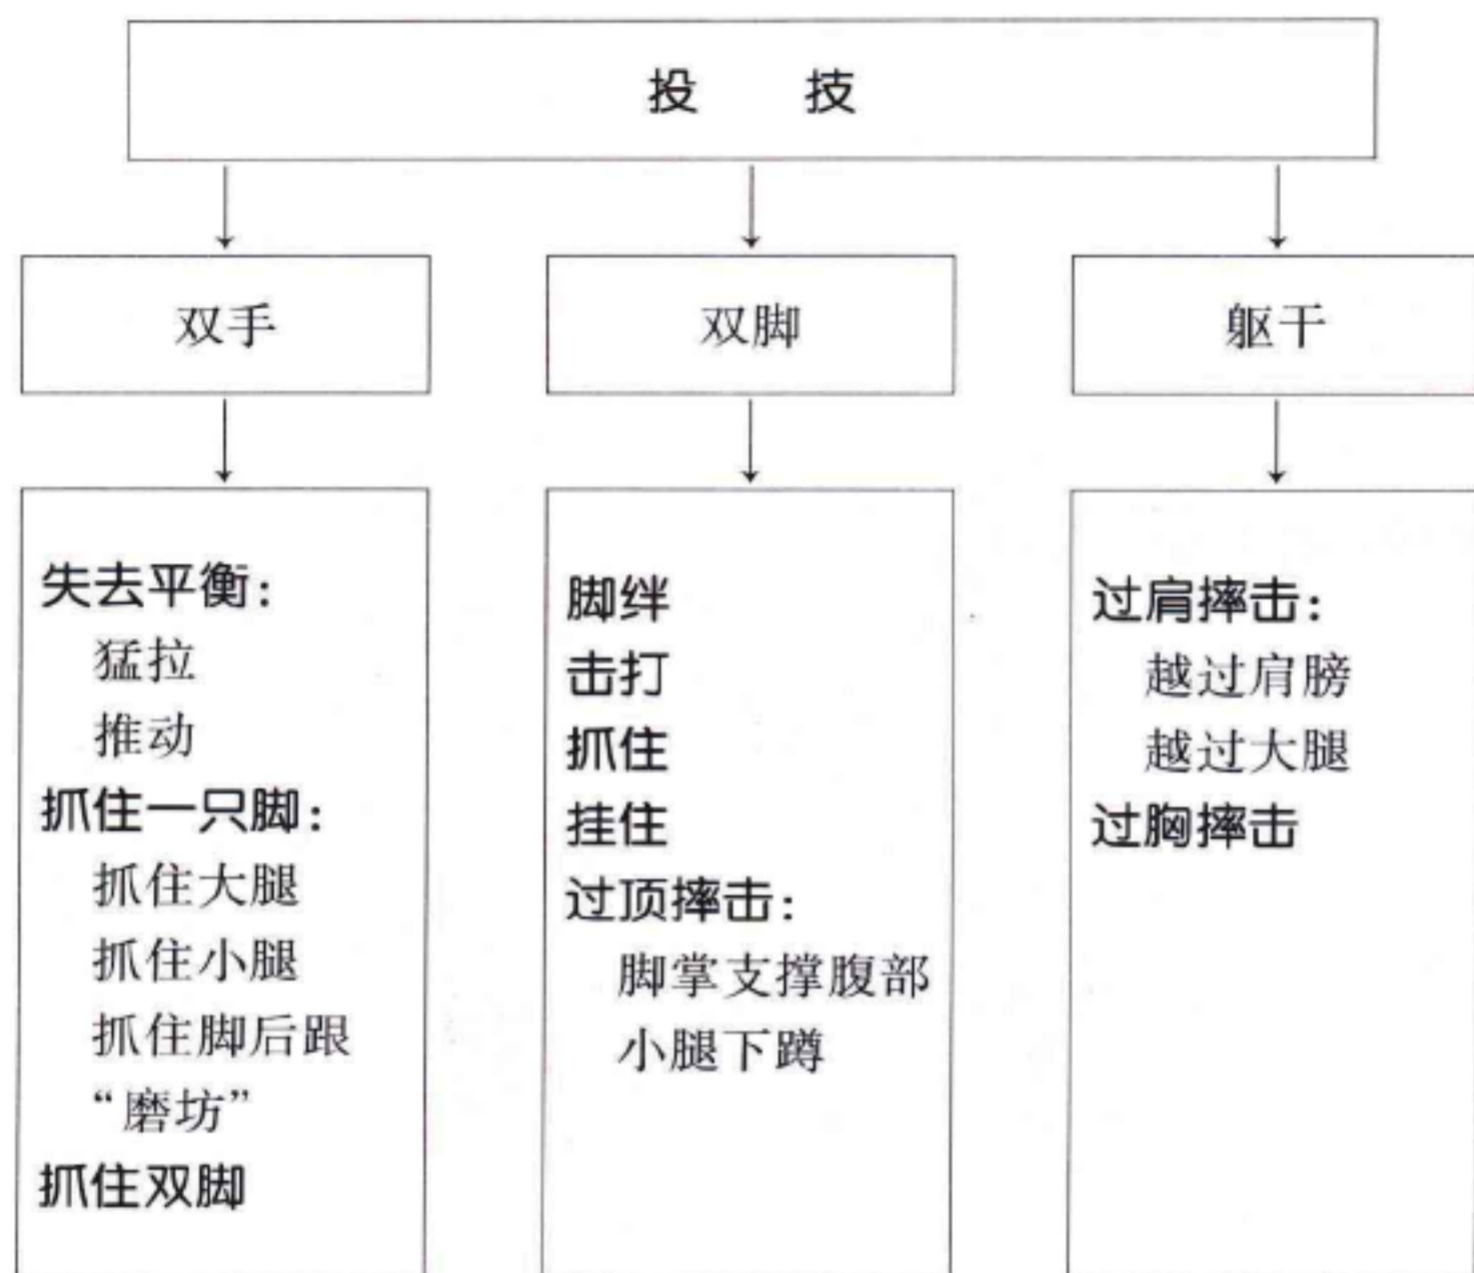 投 技
双手
双脚
躯干
失去平衡：
猛拉
推动
抓住一只脚：
抓住大腿
抓住小腿
抓住脚后跟
“磨坊”
抓住双脚
脚绊
击打
抓住
挂住
过顶摔击：
脚掌支撑腹部
小腿下蹲
过肩摔击：
越过肩膀
越过大腿
过胸摔击